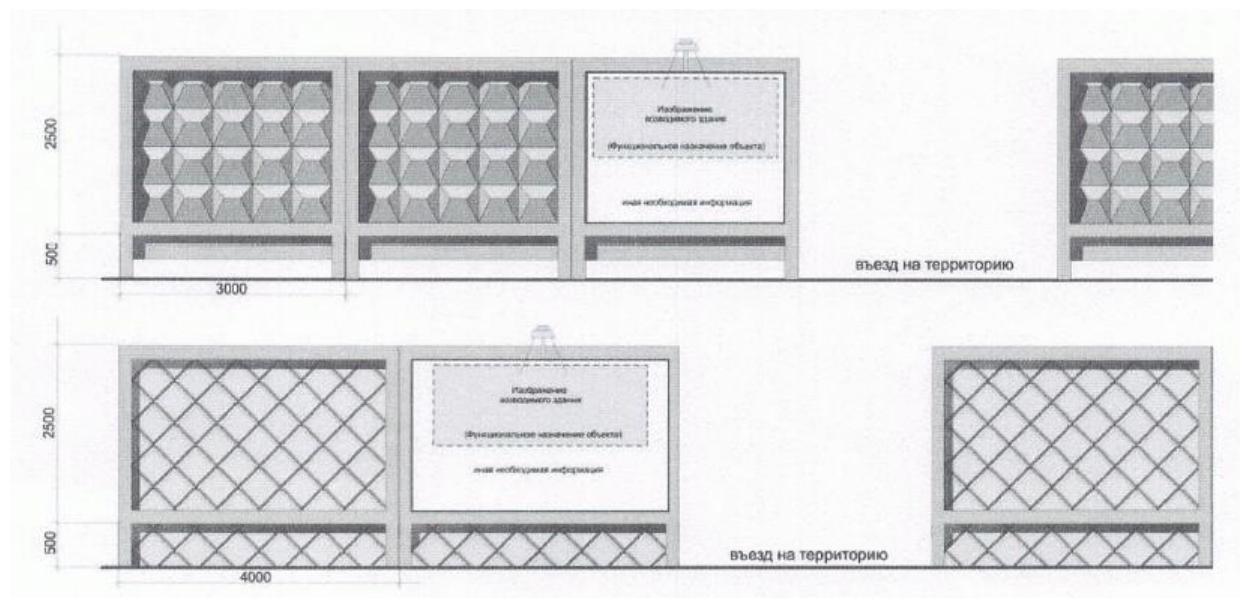 2500
500
3000
Изображение
возводимого здания
(Функциональное назначение объекта)
иная необходимая информация
въезд на территорию
2500
500
4000
Изображение
возводимого здания
(Функциональное назначение объекта)
иная необходимая информация
въезд на территорию